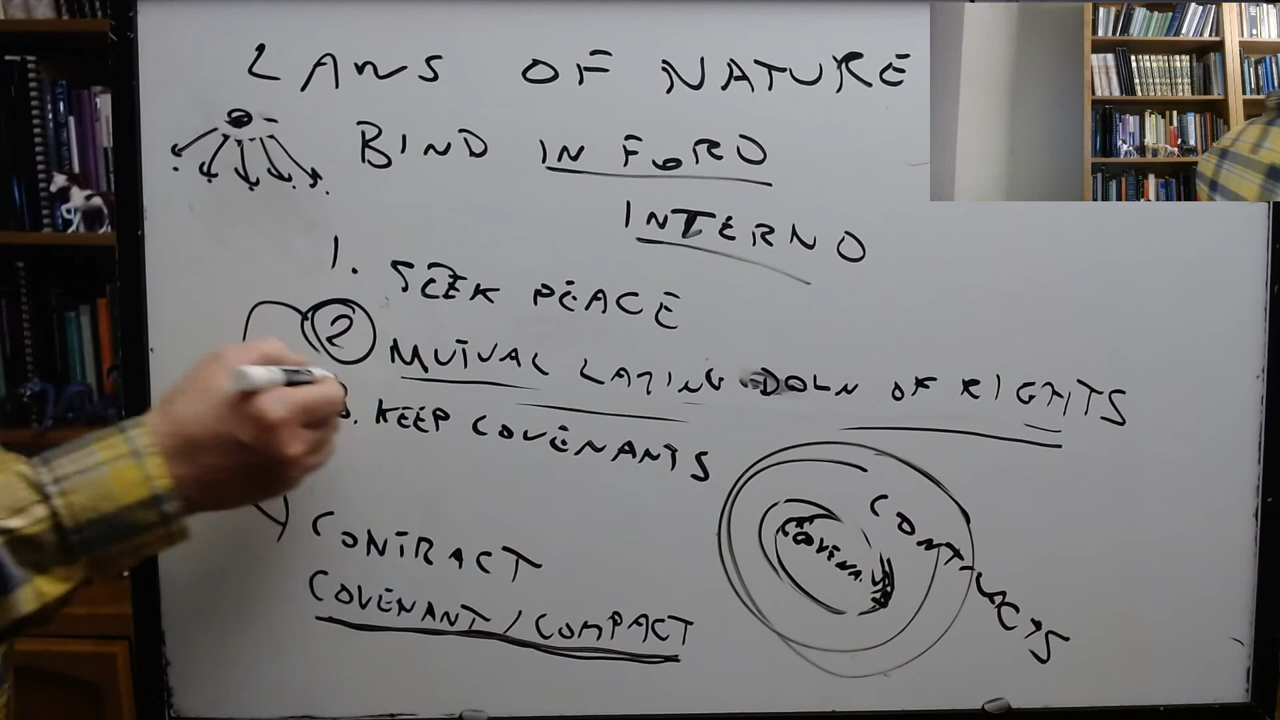 LAWS OF NATURE
BIND IN FORO
INTERNO
1. SEEK PEACE
2 MUTUAL LAYING DOWN OF RIGHTS
3. KEEP COVENANTS
CONTRACT
COVENANT/COMPACT
CONTRACTS